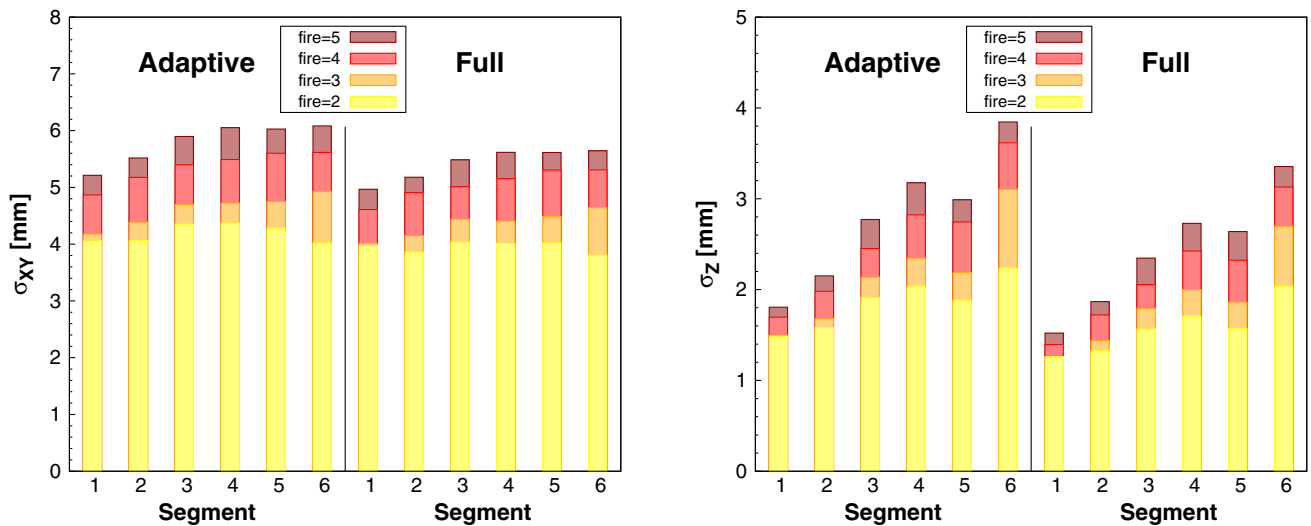 8
7
6
5
4
3
2
1
0
σXY [mm]
Adaptive
Full
fire=5
fire=4
fire=3
fire=2
1 2 3 4 5 6 1 2 3 4 5 6
Segment Segment
5
4
3
2
1
0
σZ [mm]
Adaptive
Full
fire=5
fire=4
fire=3
fire=2
1 2 3 4 5 6 1 2 3 4 5 6
Segment Segment